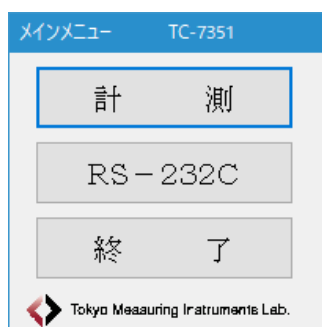 メインメニュー　　TC-7351
計　　測
RS－232C
終　　了
Tokyo Measuring Instruments Lab.